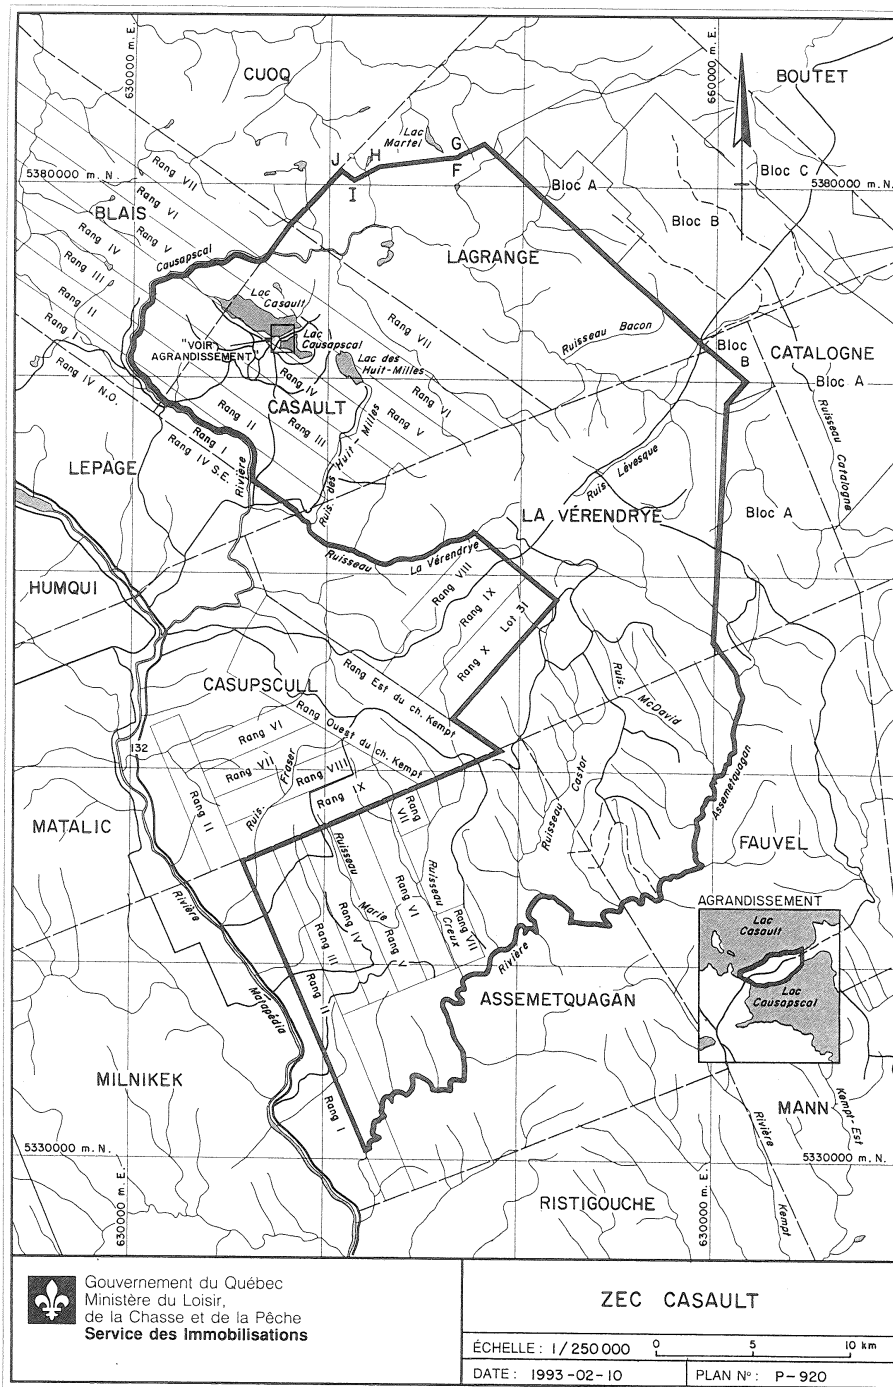 630000 m. E.
CUOQ
660000 m. E.
BOUTET
Lac
Martel
J
H
G
F
I
5380000 m. N.
5380000 m. N.
Rang VII
Rang VI
Rang V
BLAIS
Rang IV
Rang III
Rang II
Rang I
Rang IV N.O.
Causapscal
Bloc A
Bloc C
Bloc B
LAGRANGE
Lac
Casault
"VOIR
AGRANDISSEMENT"
Lac
Causapscal
Lac des
Huit-Milles
Rang VII
Rang VI
Rang V
Rang IV
Rang III
Rang II
Rang I
Rang IV S.E.
CASAULT
Ruisseau Bacon
Bloc
B
CATALOGNE
Bloc A
Ruisseau Catalogne
LEPAGE
Rivière
Ruis. des Huit-Milles
Ruis. Lévesque
LA VÉRENDRYE
Bloc A
Ruisseau
La Vérendrye
HUMQUI
Rang VIII
Rang IX
Rang X Lot 31
CASUPSCULL
Rang Est du ch. Kempt
Rang Ouest du ch. Kempt
Ruis.
McDavid
132
Rang VI
Rang VII
Rang VIII
Rang IX
Rang II
Ruis. Fraser
Rang
VII
Ruisseau Castor
Assemetquagan
MATALIC
FAUVEL
Rivière
Ruisseau
Marie
Ruisseau
Creux
Rang VI
Rang VII
Rang V
Rang IV
Rang III
Rang II
Rivière
AGRANDISSEMENT
Lac
Casault
Lac
Causapscal
Matapédia
ASSEMETQUAGAN
MILNIKEK
Rang I
MANN
Kempt-Est
Rivière
Kempt
5330000 m. N.
5330000 m. N.
RISTIGOUCHE
630000 m. E.
630000 m. E.
Gouvernement du Québec
Ministère du Loisir,
de la Chasse et de la Pêche
Service des Immobilisations
ZEC CASAULT
ÉCHELLE : 1/250 000 0 5 10 km
DATE : 1993-02-10 PLAN Nº : P-920